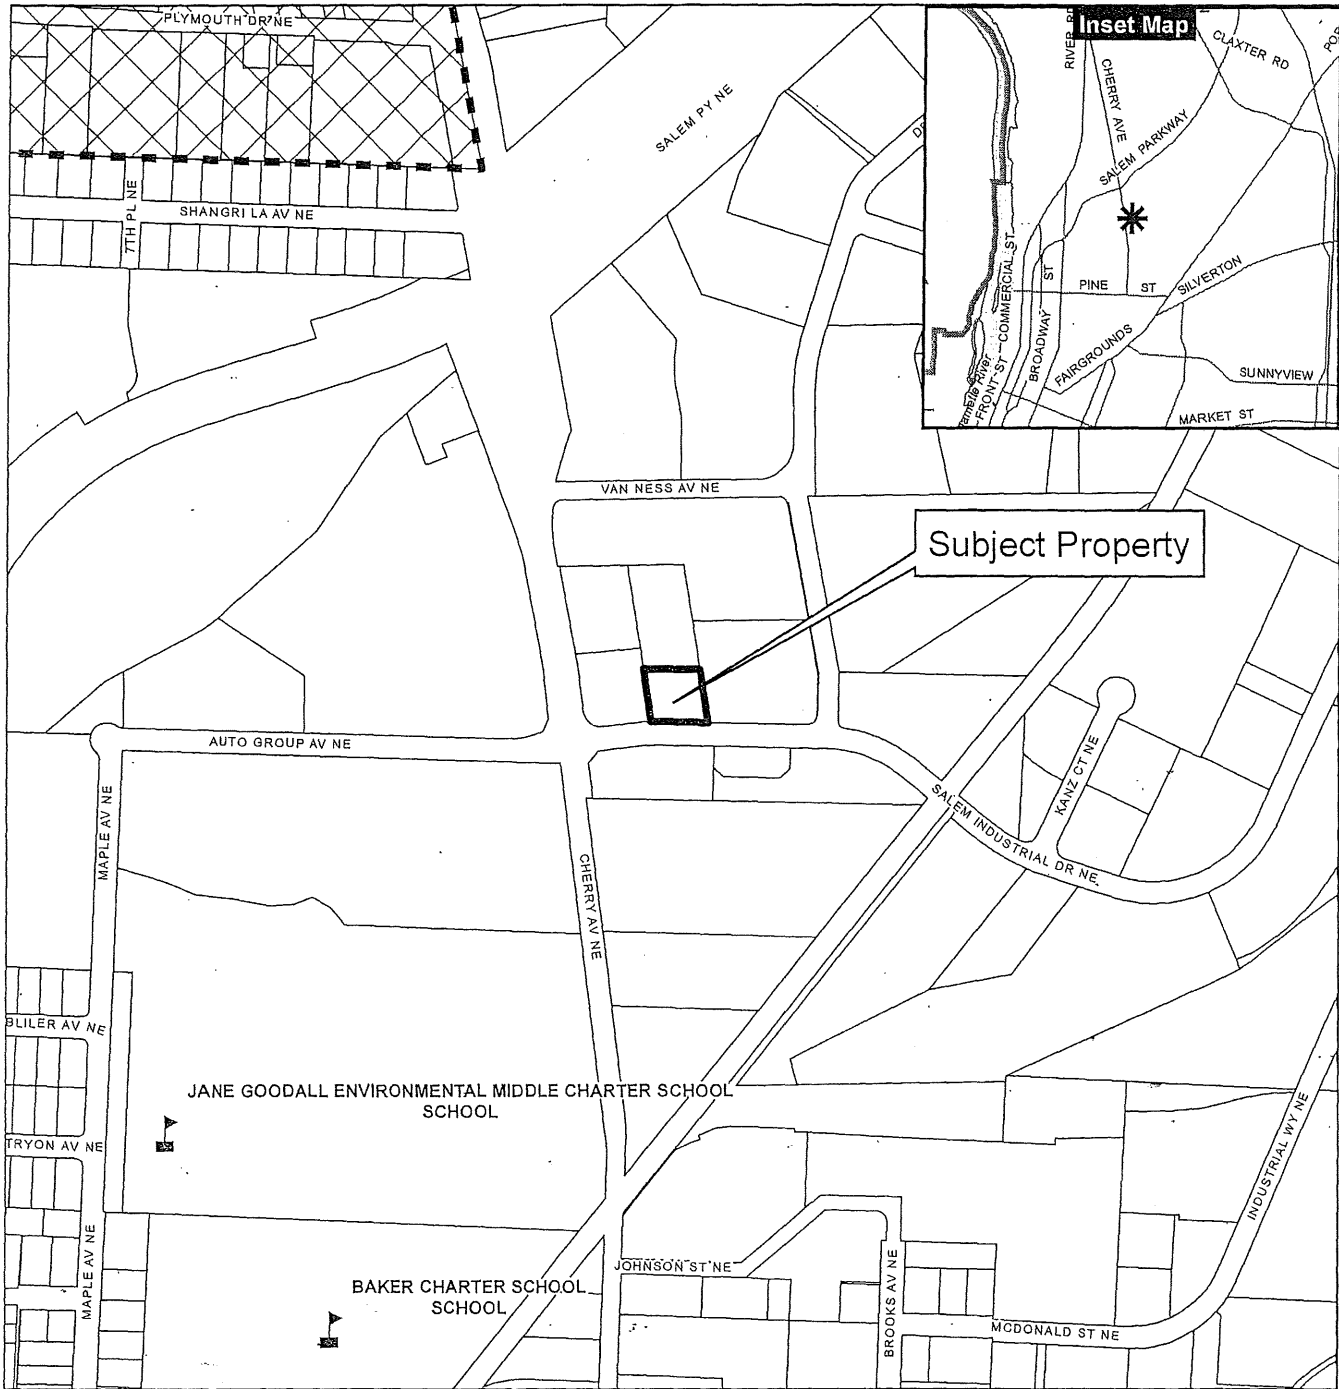 PLYMOUTH DR NE
SALEM PY NE
7TH PL NE
SHANGRI LA AV NE
Inset Map
RIVER RD
CHERRY AVE
CLAXTER RD
SALEM PARKWAY
COMMERCIAL ST
ST
PINE ST
SILVERTON
BROADWAY
FRONT ST
FAIRGROUNDS
River
SUNNYVIEW
MARKET ST
VAN NESS AV NE
Subject Property
AUTO GROUP AV NE
MAPLE AV NE
KANZ CT NE
SALEM INDUSTRIAL DR NE
CHERRY AV NE
BLILER AV NE
JANE GOODALL ENVIRONMENTAL MIDDLE CHARTER SCHOOL
SCHOOL
TRYON AV NE
INDUSTRIAL WY NE
MAPLE AV NE
JOHNSON ST NE
BAKER CHARTER SCHOOL
SCHOOL
BROOKS AV NE
MCDONALD ST NE